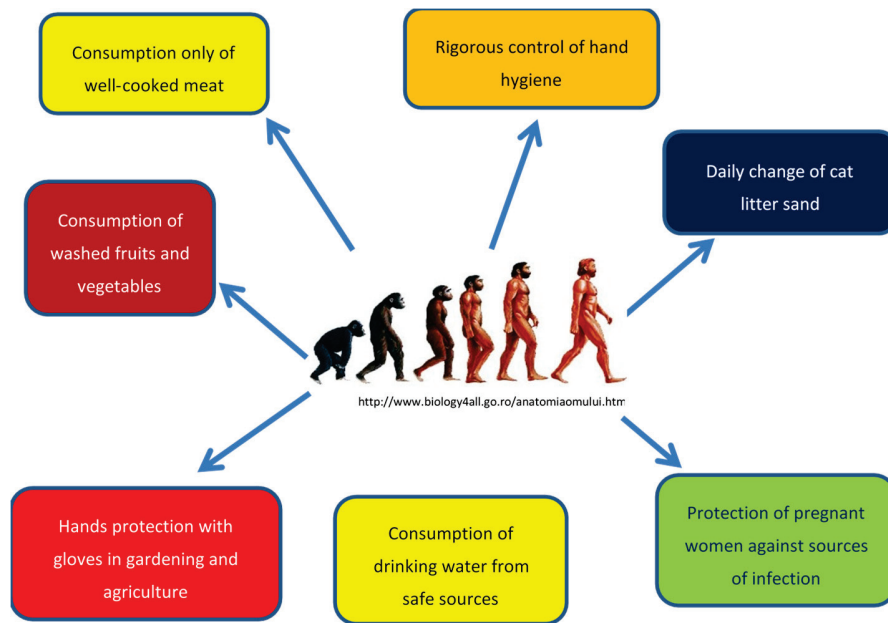 Consumption only of
well-cooked meat
Rigorous control of hand
hygiene
Daily change of cat
litter sand
Consumption of
washed fruits and
vegetables
http://www.biology4all.go.ro/anatomiaomului.htm
Hands protection with
gloves in gardening and
agriculture
Consumption of
drinking water from
safe sources
Protection of pregnant
women against sources
of infection